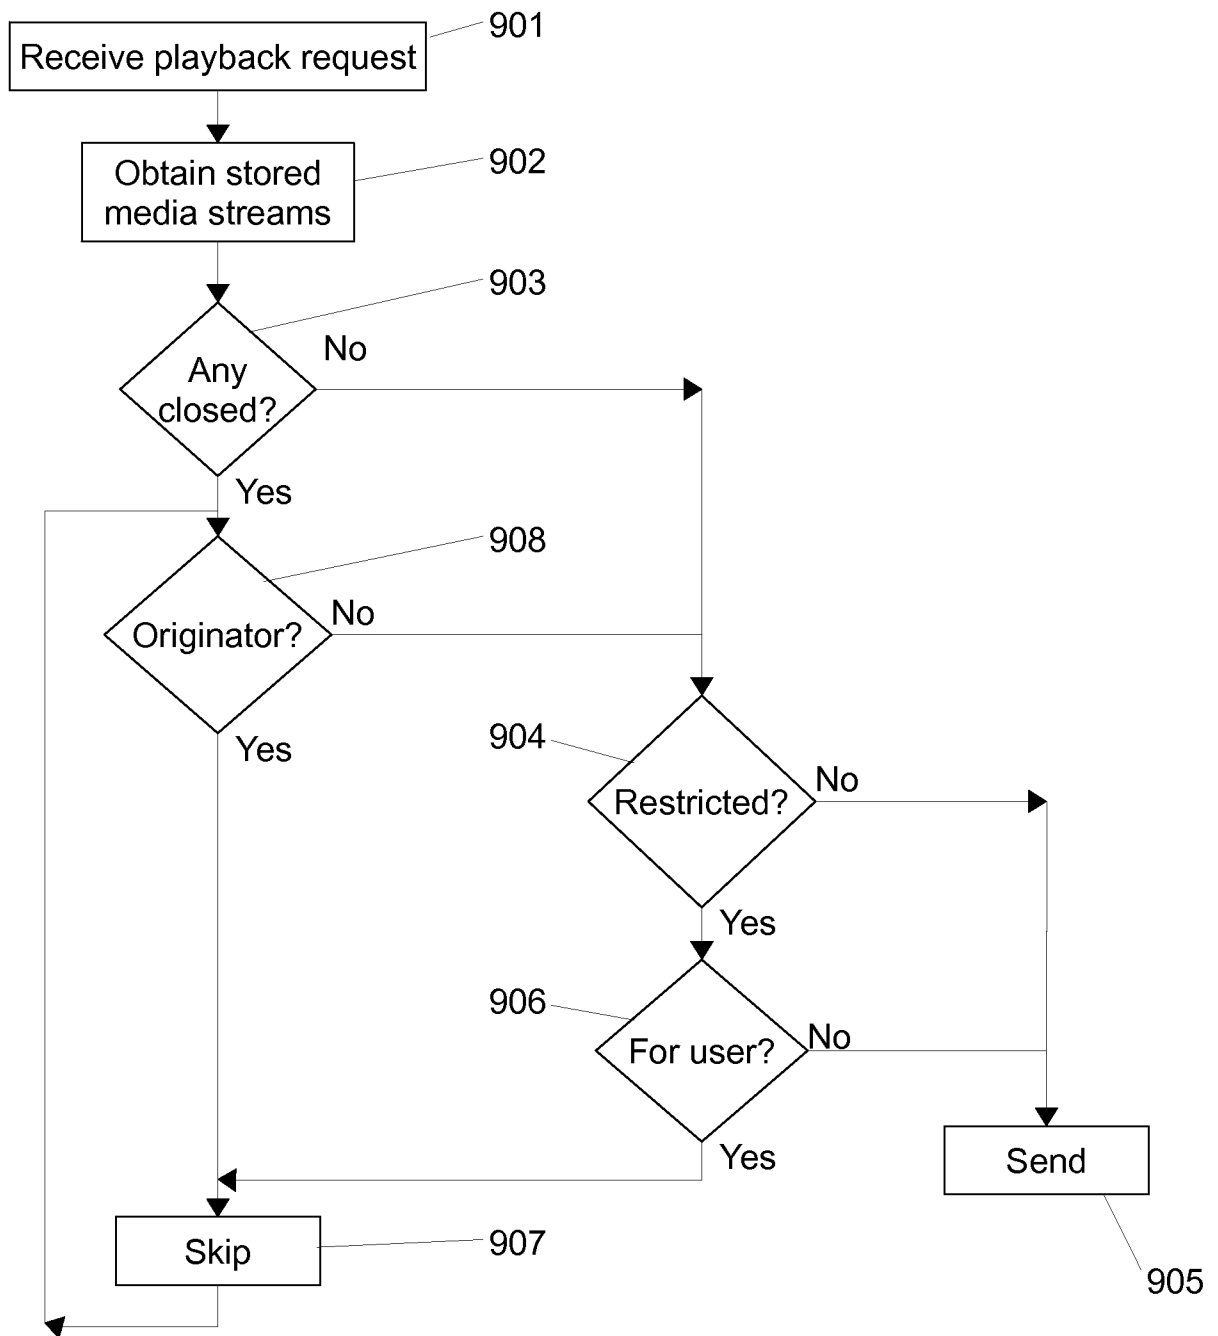 901
Receive playback request
902
Obtain stored
media streams
903
No
Any
closed?
Yes
908
No
Originator?
Yes
904
No
Restricted?
Yes
906
No
For user?
Yes
Send
Skip
907
905